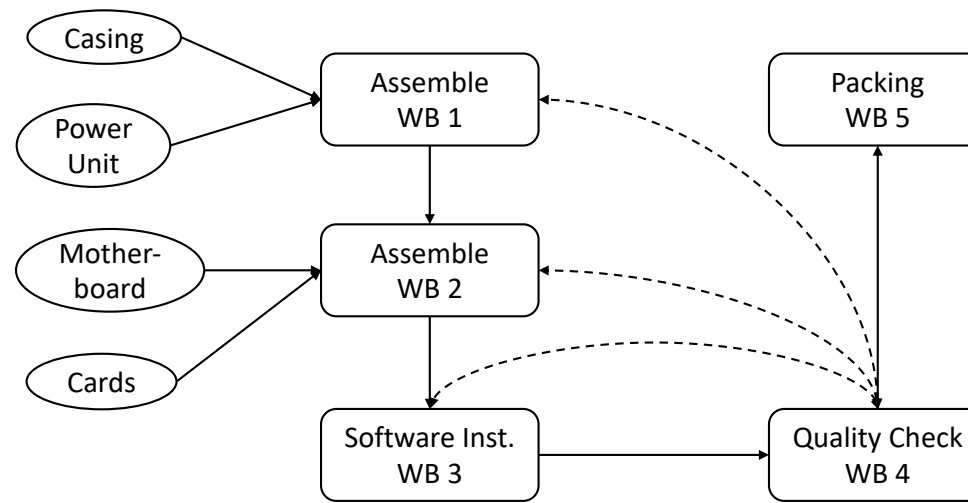 Casing
Power
Unit
Mother-
board
Cards
Assemble
WB 1
Assemble
WB 2
Software Inst.
WB 3
Packing
WB 5
Quality Check
WB 4